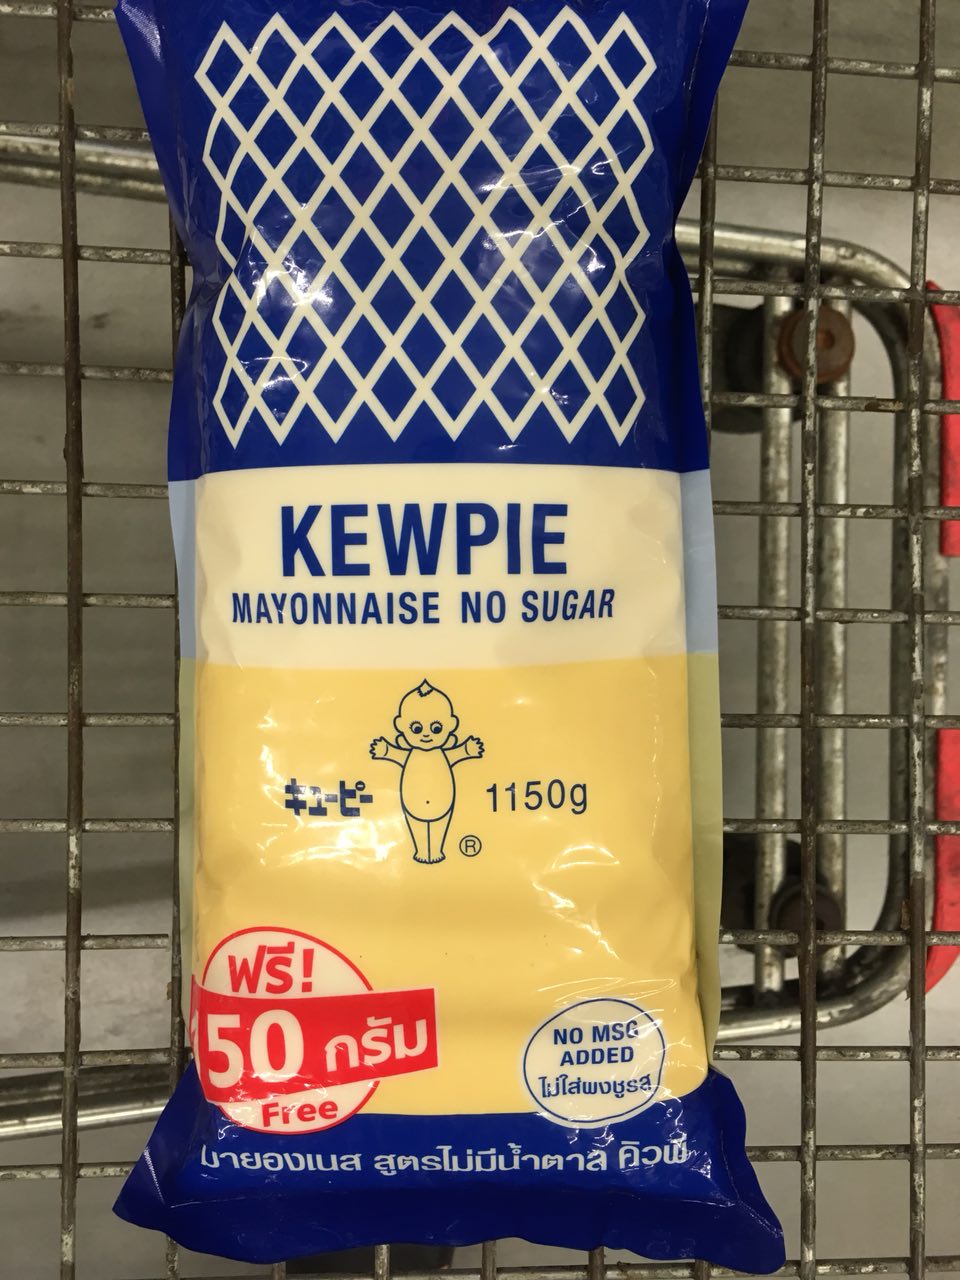 KEWPIE
MAYONNAISE NO SUGAR
キユーピー
1150g
®
ฟรี!
150 กรัม
Free
NO MSG
ADDED
ไม่ใส่ผงชูรส
มายองเนส สูตรไม่มีน้ำตาล คิวพี